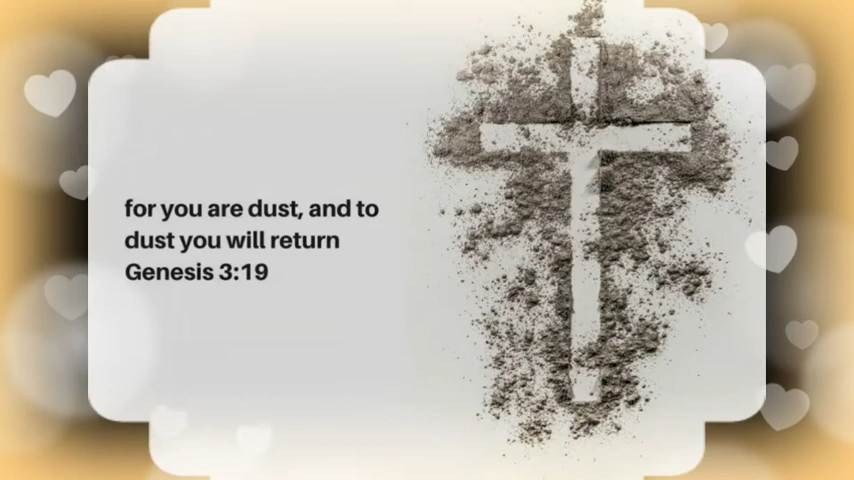 for you are dust, and to
dust you will return
Genesis 3:19